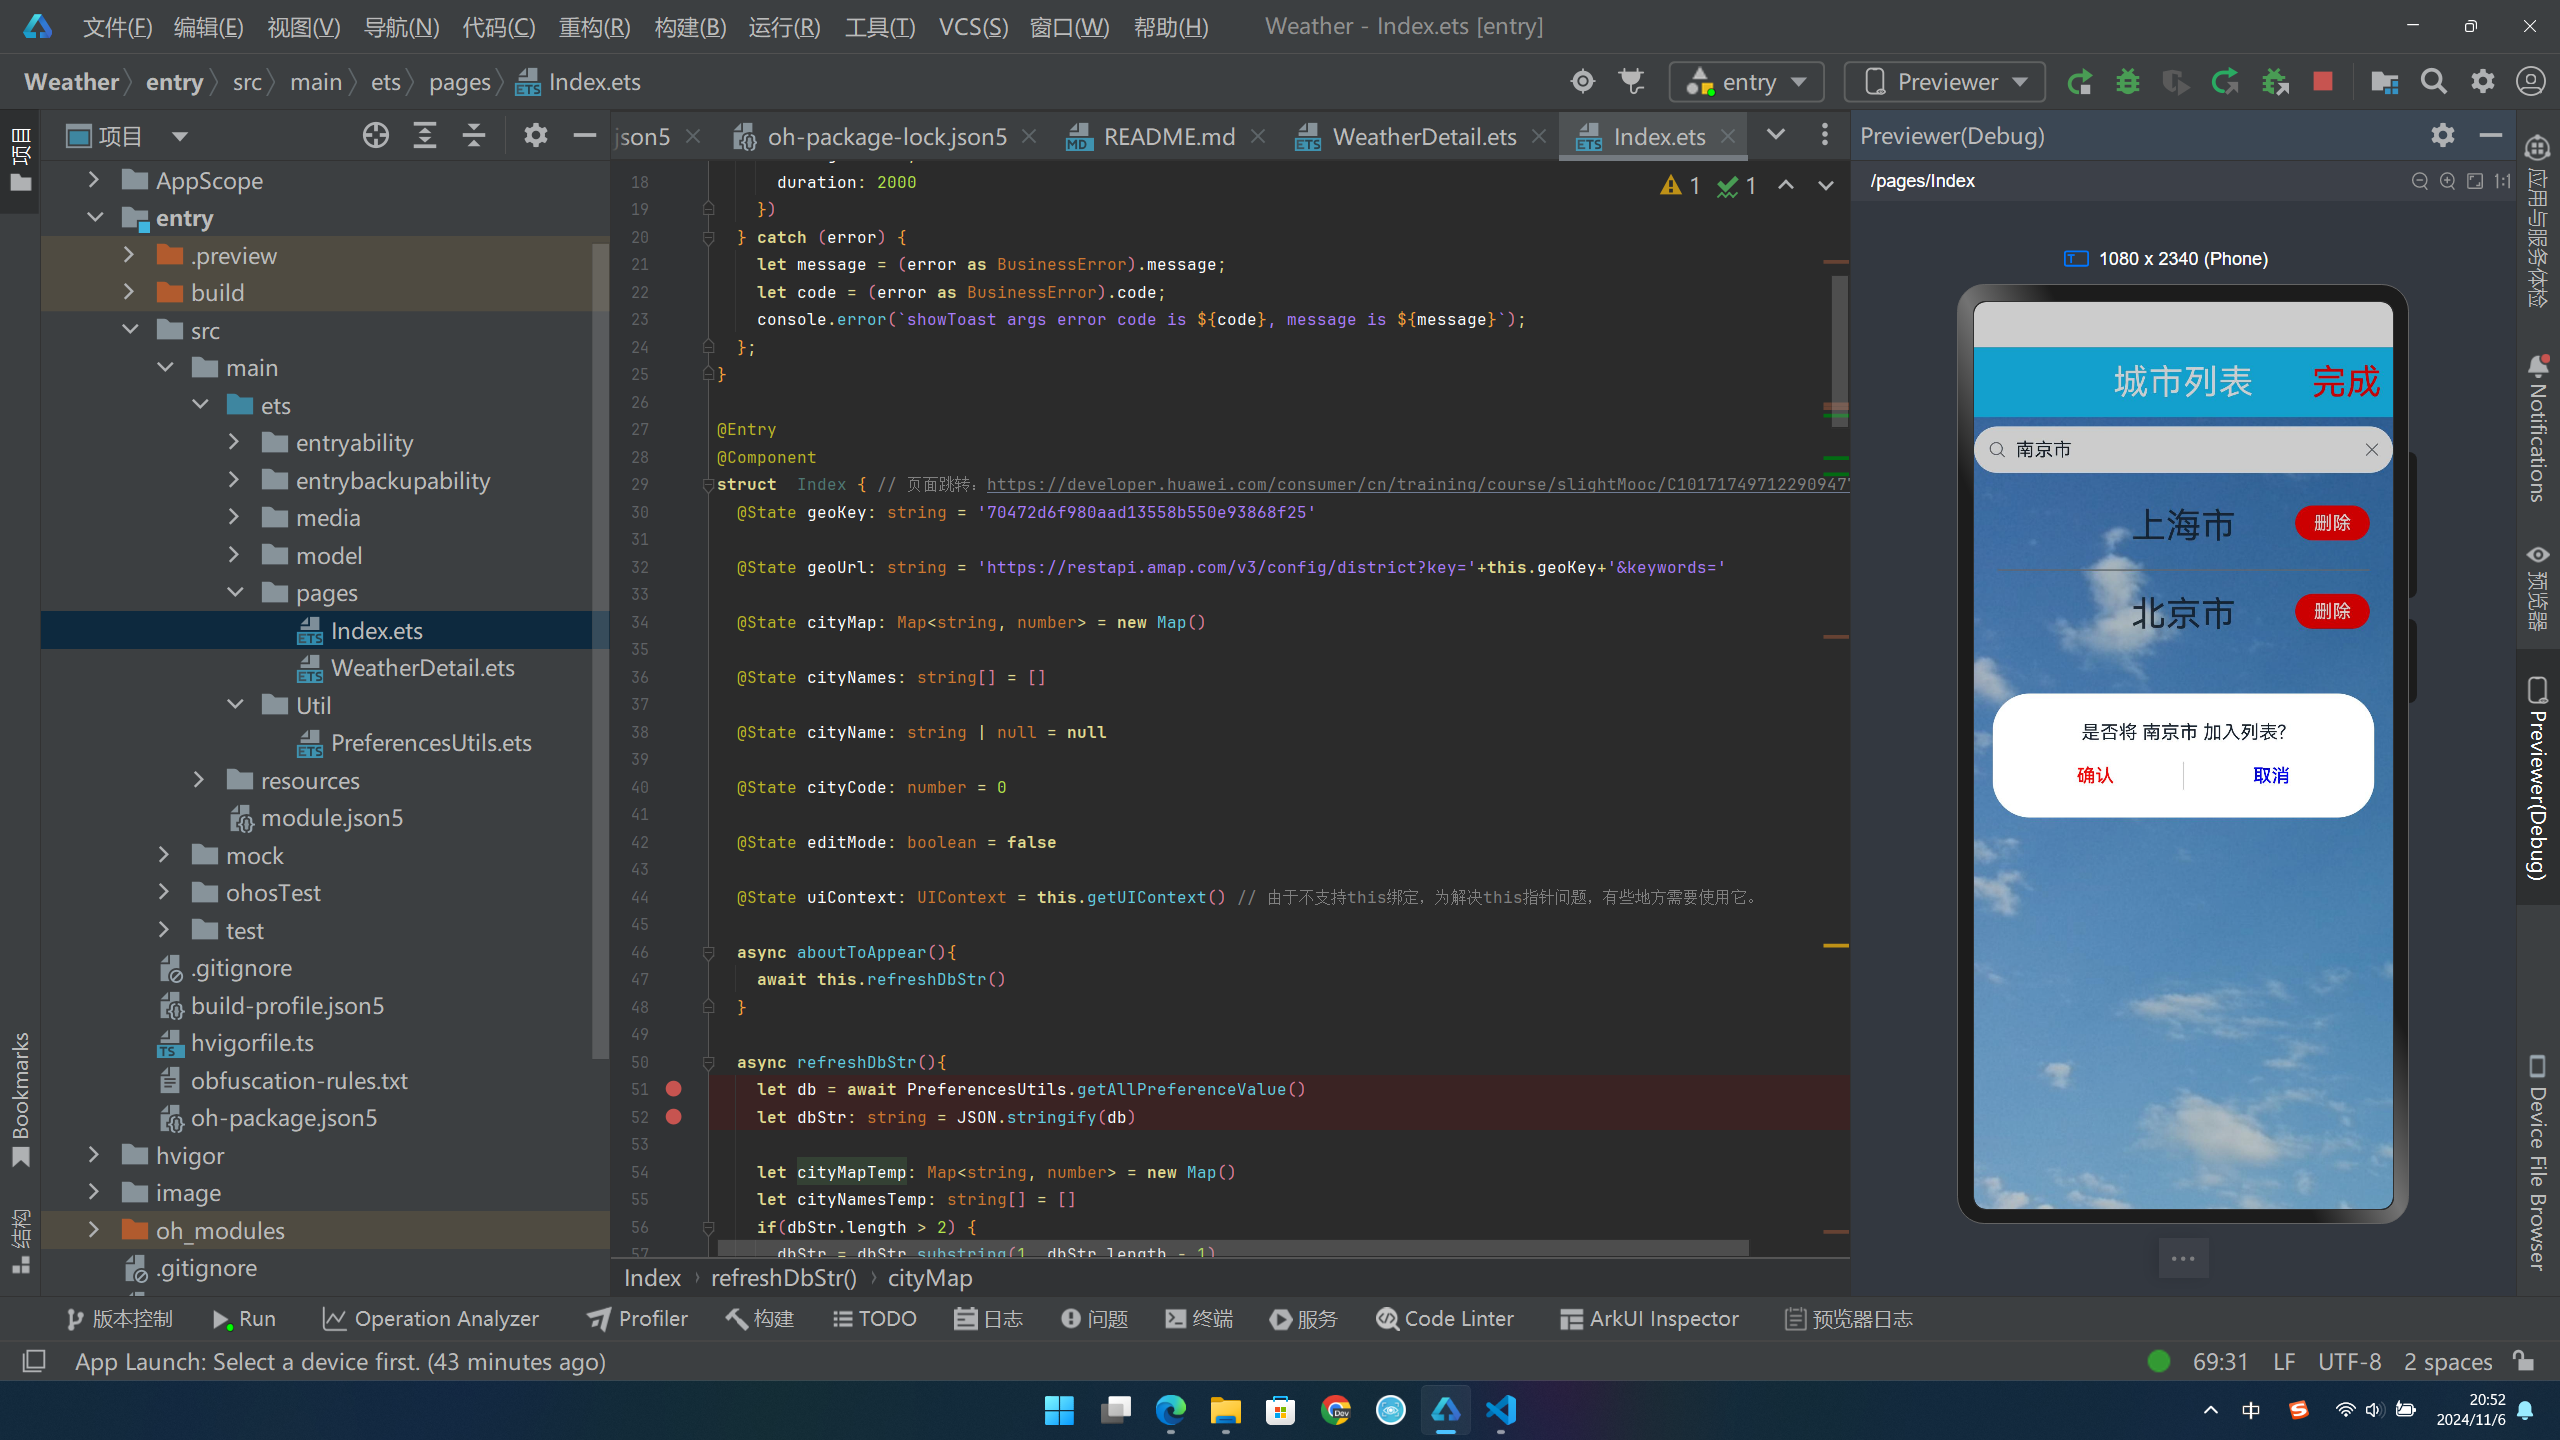 文件(F) 编辑(E) 视图(V) 导航(N) 代码(C) 重构(R) 构建(B) 运行(R) 工具(T) VCS(S) 窗口(W) 帮助(H) Weather - Index.ets [entry]
Weather entry src main ets pages Index.ets entry Previewer
项目
项目
json5 oh-package-lock.json5 README.md WeatherDetail.ets Index.ets
AppScope
entry
.preview
build
src
main
ets
entryability
entrybackupability
media
model
pages
Index.ets
WeatherDetail.ets
Util
PreferencesUtils.ets
resources
module.json5
mock
ohosTest
test
.gitignore
build-profile.json5
hvigorfile.ts
obfuscation-rules.txt
oh-package.json5
hvigor
image
oh_modules
.gitignore
Bookmarks
结构
1 1
18 duration: 2000
19 })
20 } catch (error) {
21 let message = (error as BusinessError).message;
22 let code = (error as BusinessError).code;
23 console.error(`showToast args error code is ${code}, message is ${message}`);
24 };
25 }
26
27 @Entry
28 @Component
29 struct Index { // 页面跳转：https://developer.huawei.com/consumer/cn/training/course/slightMooc/C10171749712290947
30 @State geoKey: string = '70472d6f980aad13558b550e93868f25'
31
32 @State geoUrl: string = 'https://restapi.amap.com/v3/config/district?key='+this.geoKey+'&keywords='
33
34 @State cityMap: Map<string, number> = new Map()
35
36 @State cityNames: string[] = []
37
38 @State cityName: string | null = null
39
40 @State cityCode: number = 0
41
42 @State editMode: boolean = false
43
44 @State uiContext: UIContext = this.getUIContext() // 由于不支持this绑定，为解决this指针问题，有些地方需要使用它。
45
46 async aboutToAppear(){
47 await this.refreshDbStr()
48 }
49
50 async refreshDbStr(){
51 let db = await PreferencesUtils.getAllPreferenceValue()
52 let dbStr: string = JSON.stringify(db)
53
54 let cityMapTemp: Map<string, number> = new Map()
55 let cityNamesTemp: string[] = []
56 if(dbStr.length > 2) {
57 dbStr = dbStr.substring(1, dbStr.length - 1)
Index refreshDbStr() cityMap
Previewer(Debug)
/pages/Index 1:1
1080 x 2340 (Phone)
城市列表 完成
南京市
上海市 删除
北京市 删除
是否将 南京市 加入列表?
确认 取消
应用与服务体检
Notifications
预览器
Previewer(Debug)
Device File Browser
版本控制 Run Operation Analyzer Profiler 构建 TODO 日志 问题 终端 服务 Code Linter ArkUI Inspector 预览器日志
App Launch: Select a device first. (43 minutes ago) 69:31 LF UTF-8 2 spaces
中 20:52
2024/11/6